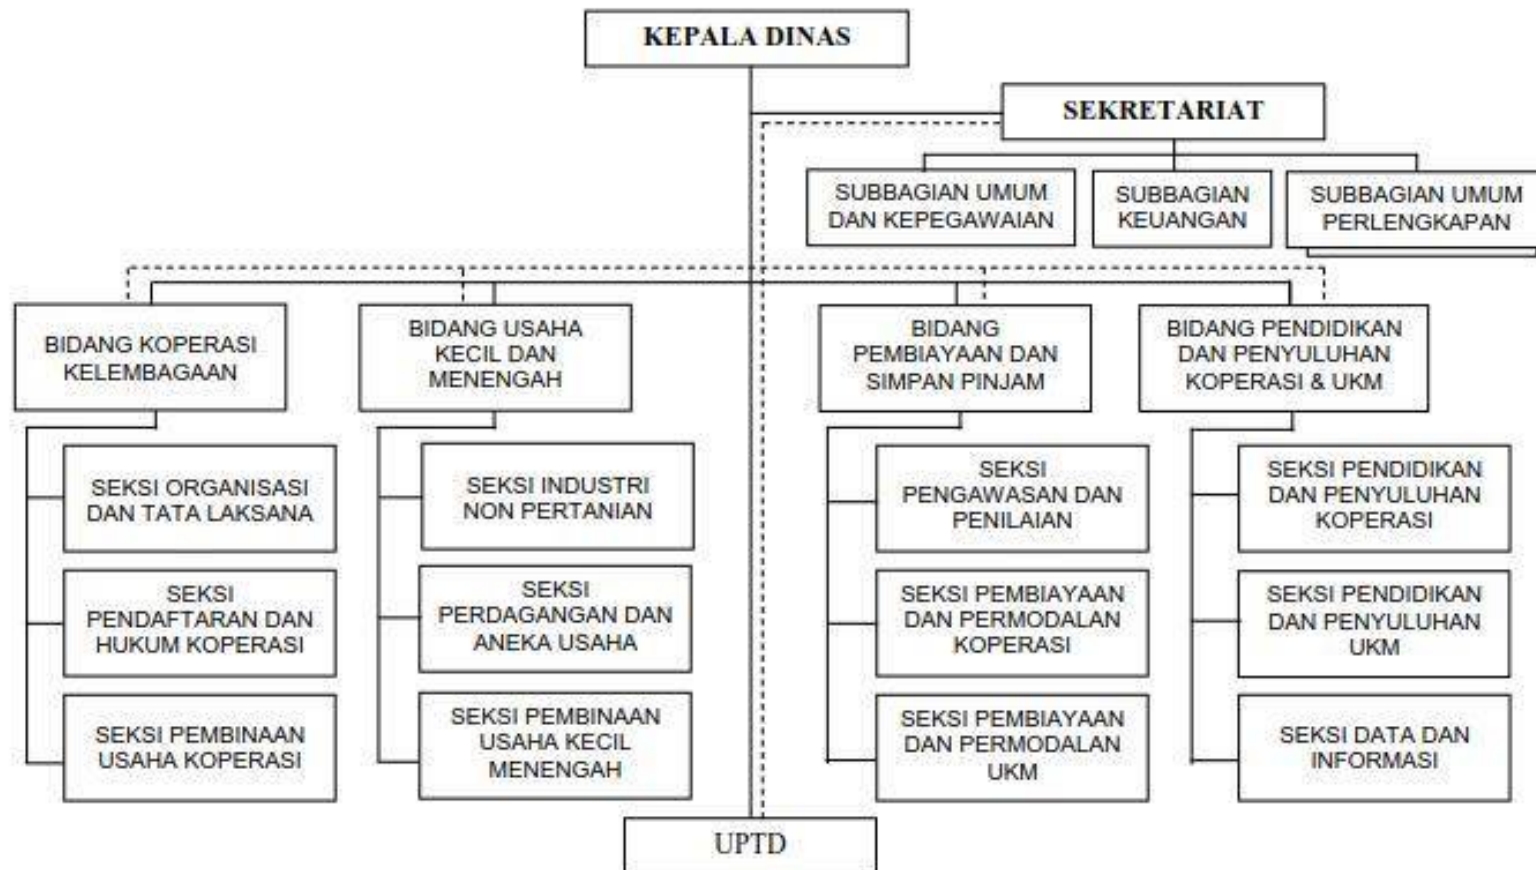 KEPALA DINAS
SEKRETARIAT
SUBBAGIAN UMUM
DAN KEPEGAWAIAN
SUBBAGIAN
KEUANGAN
SUBBAGIAN UMUM
PERLENGKAPAN
BIDANG KOPERASI
KELEMBAGAAN
BIDANG USAHA
KECIL DAN
MENENGAH
BIDANG
PEMBIAYAAN DAN
SIMPAN PINJAM
BIDANG PENDIDIKAN
DAN PENYULUHAN
KOPERASI & UKM
SEKSI ORGANISASI
DAN TATA LAKSANA
SEKSI
PENDAFTARAN DAN
HUKUM KOPERASI
SEKSI PEMBINAAN
USAHA KOPERASI
SEKSI INDUSTRI
NON PERTANIAN
SEKSI
PERDAGANGAN DAN
ANEKA USAHA
SEKSI PEMBINAAN
USAHA KECIL
MENENGAH
SEKSI
PENGAWASAN DAN
PENILAIAN
SEKSI PEMBIAYAAN
DAN PERMODALAN
KOPERASI
SEKSI PEMBIAYAAN
DAN PERMODALAN
UKM
SEKSI PENDIDIKAN
DAN PENYULUHAN
KOPERASI
SEKSI PENDIDIKAN
DAN PENYULUHAN
UKM
SEKSI DATA DAN
INFORMASI
UPTD